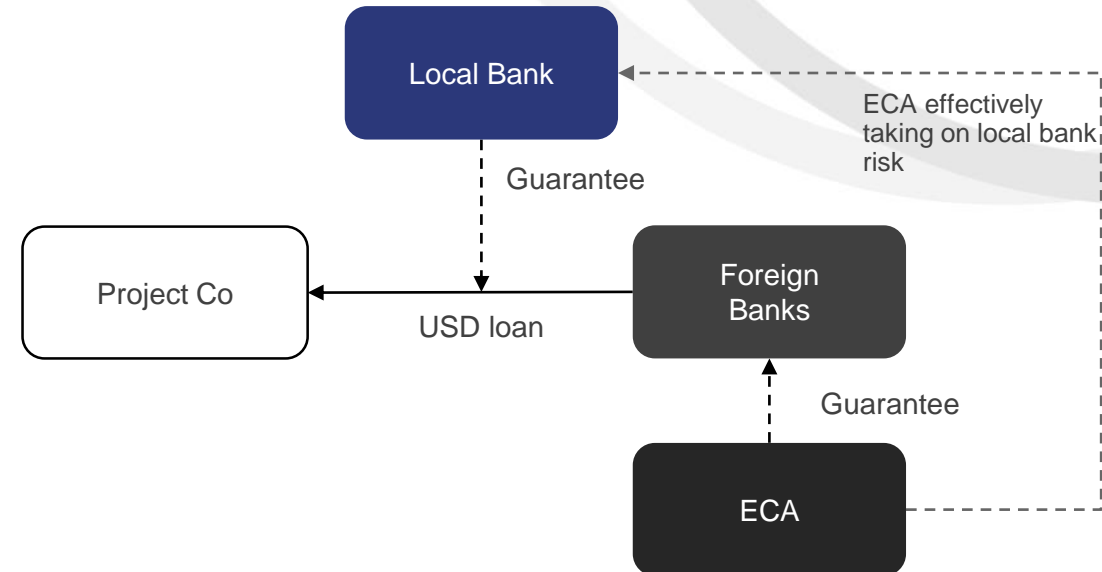 Local Bank
ECA effectively
taking on local bank
risk
Guarantee
Project Co
Foreign
Banks
USD loan
Guarantee
ECA